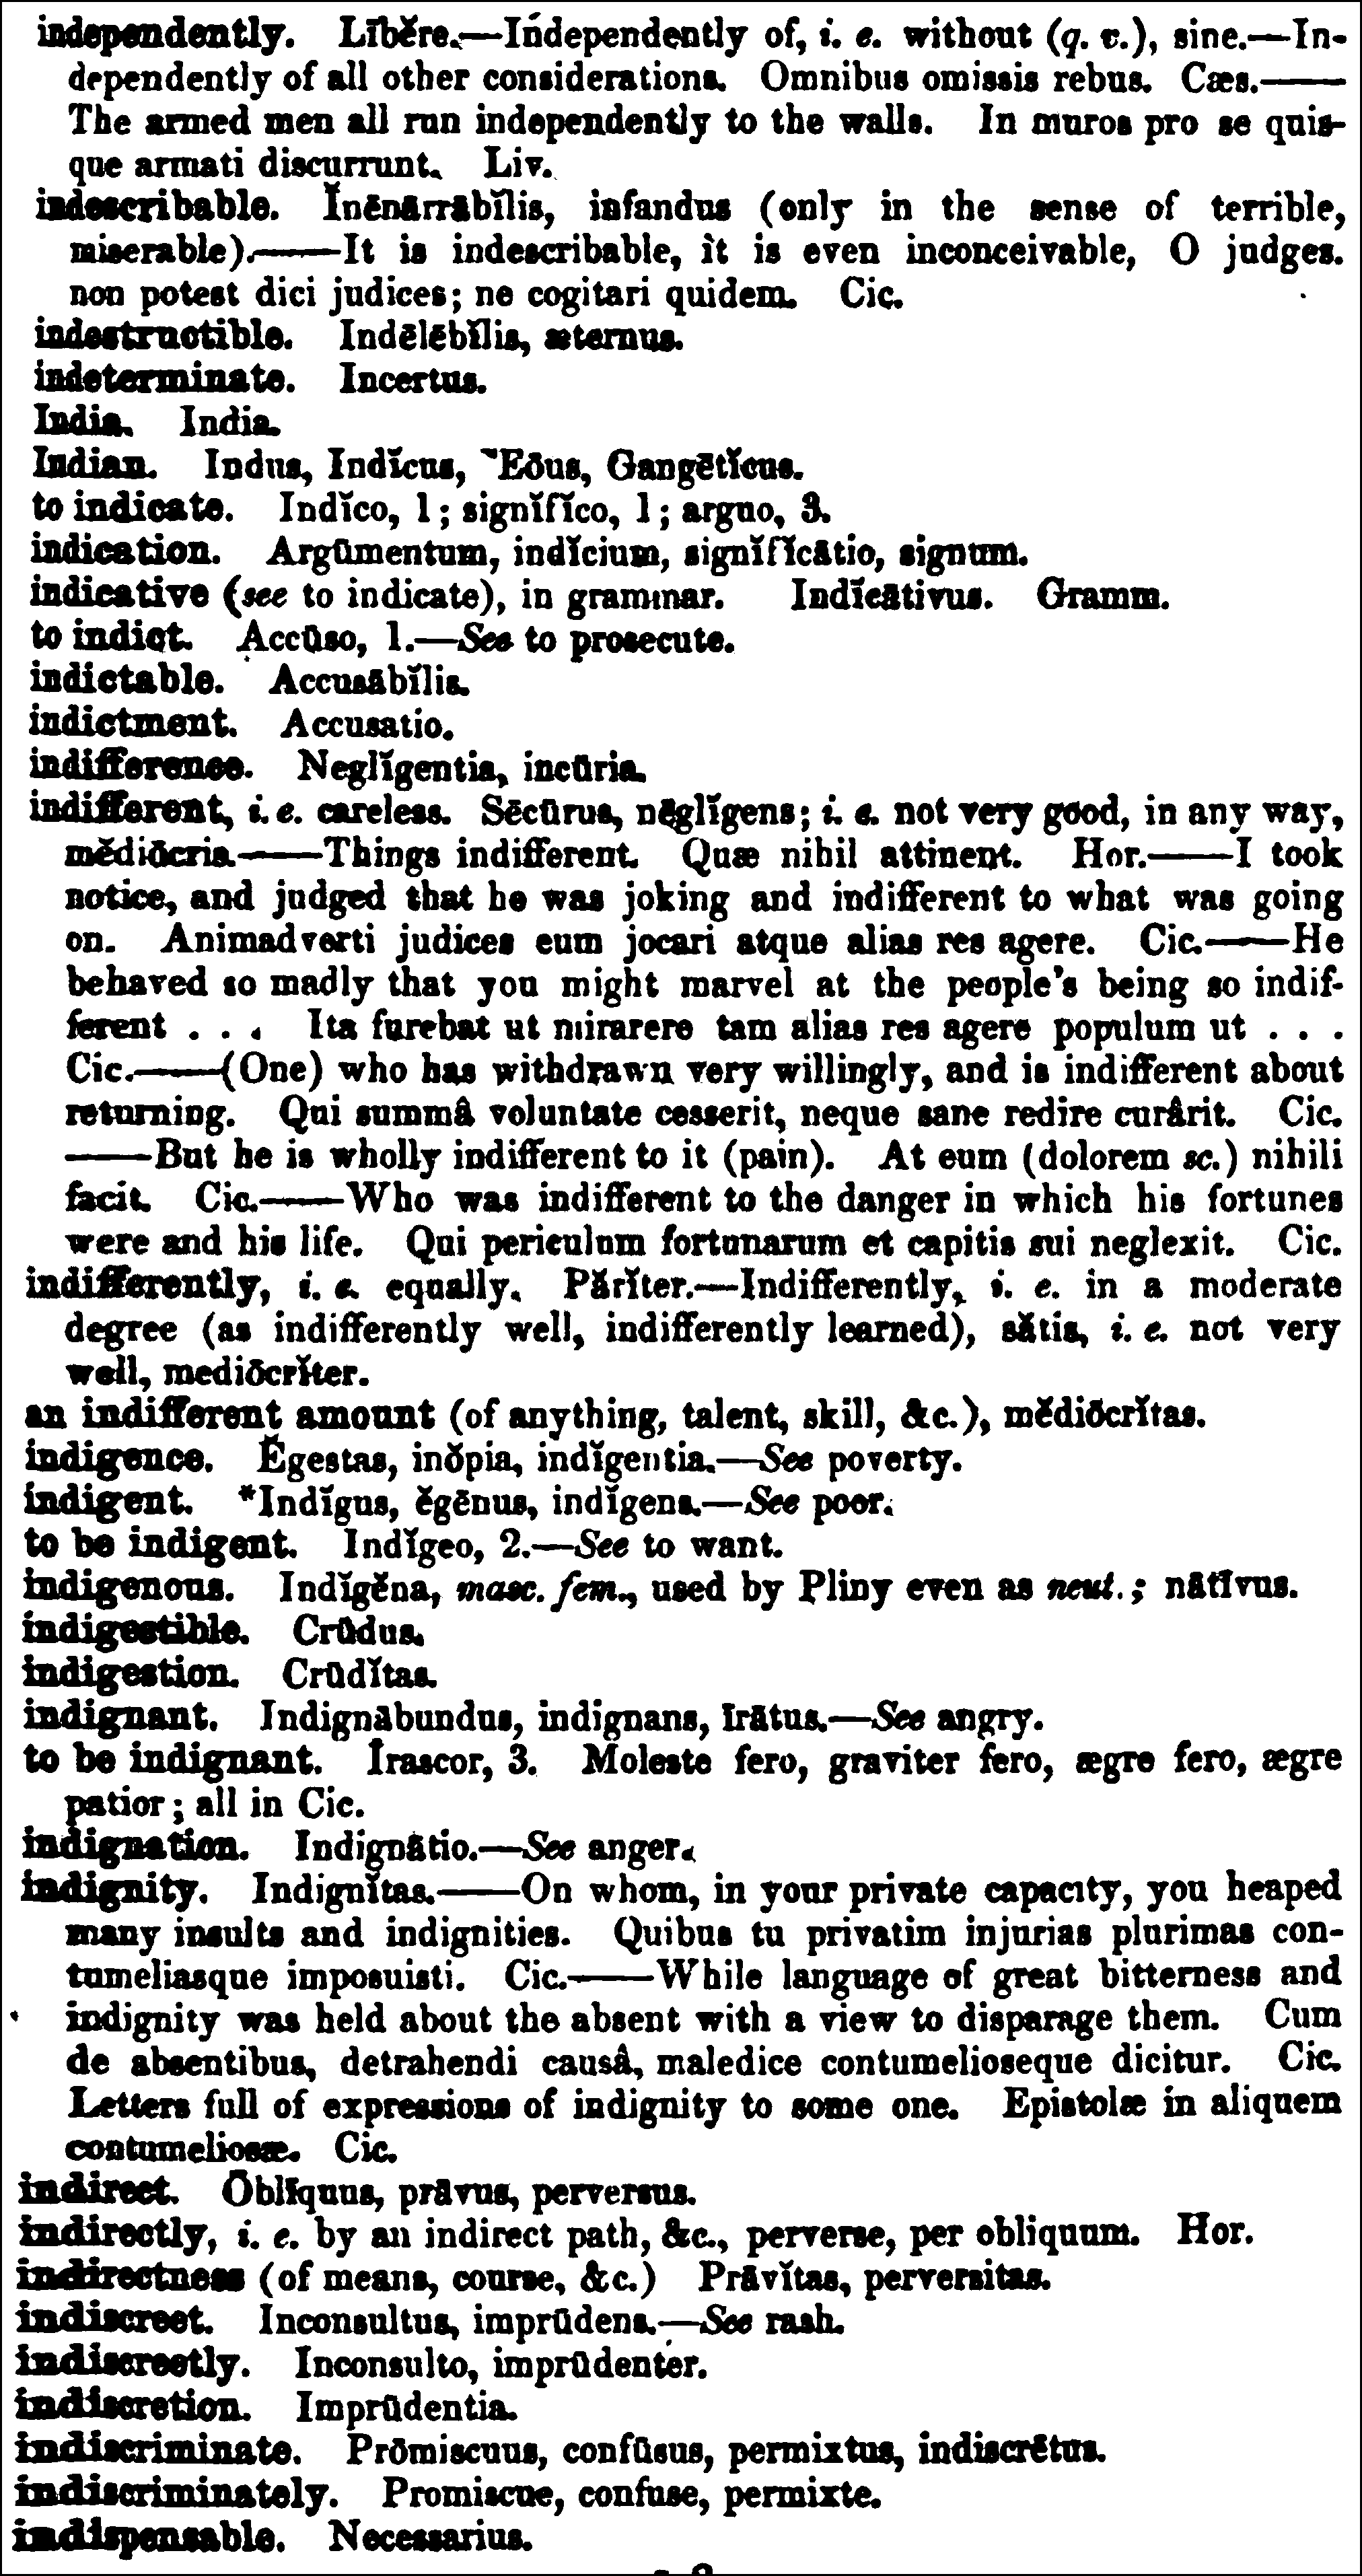 independently. Lībĕre.—Independently of, i. e. without (q. v.), sine.—In-
dependently of all other considerations. Omnibus omissis rebus. Cæs.——
The armed men all run independently to the walls. In muros pro se quis-
que armati discurrunt. Liv.
indescribable. Ĭnēnārrābĭlis, infandus (only in the sense of terrible,
miserable).——It is indescribable, it is even inconceivable, O judges.
non potest dici judices; ne cogitari quidem. Cic.
indestructible. Indēlēbĭlis, æternus.
indeterminate. Incertus.
India. India.
Indian. Indus, Indĭcus, ˜Eōus, Gangētĭcus.
to indicate. Indĭco, 1; signĭfĭco, 1; arguo, 3.
indication. Argūmentum, indĭcium, signĭfĭcātio, signum.
indicative (see to indicate), in grammar. Indĭcātivus. Gramm.
to indict. Accūso, 1.—See to prosecute.
indictable. Accusābĭlis.
indictment. Accusatio.
indifference. Neglĭgentia, incūria.
indifferent, i. e. careless. Sēcūrus, nēglĭgens; i. e. not very good, in any way,
mĕdiōcris.——Things indifferent. Quæ nihil attinent. Hor.——I took
notice, and judged that he was joking and indifferent to what was going
on. Animadverti judices eum jocari atque alias res agere. Cic.——He
behaved so madly that you might marvel at the people's being so indif-
ferent . . . Ita furebat ut mirarere tam alias res agere populum ut . . .
Cic.——(One) who has withdrawn very willingly, and is indifferent about
returning. Qui summâ voluntate cesserit, neque sane redire curârit. Cic.
——But he is wholly indifferent to it (pain). At eum (dolorem sc.) nihili
facit. Cic.——Who was indifferent to the danger in which his fortunes
were and his life. Qui periculum fortunarum et capitis sui neglexit. Cic.
indifferently, i. e. equally. Părĭter.—Indifferently, i. e. in a moderate
degree (as indifferently well, indifferently learned), sătis, i. e. not very
well, mediōcrĭter.
an indifferent amount (of anything, talent, skill, &c.), mĕdiōcrĭtas.
indigence. Ĕgestas, inŏpia, indĭgentia.—See poverty.
indigent. *Indĭgus, ĕgēnus, indĭgens.—See poor.
to be indigent. Indĭgeo, 2.—See to want.
indigenous. Indĭgĕna, masc. fem., used by Pliny even as neut.; nātīvus.
indigestible. Crūdus.
indigestion. Crūdĭtas.
indignant. Indignābundus, indignans, īrātus.—See angry.
to be indignant. Īrascor, 3. Moleste fero, graviter fero, ægre fero, ægre
patior; all in Cic.
indignation. Indignātio.—See anger.
indignity. Indignĭtas.——On whom, in your private capacity, you heaped
many insults and indignities. Quibus tu privatim injurias plurimas con-
tumeliasque imposuisti. Cic.——While language of great bitterness and
indignity was held about the absent with a view to disparage them. Cum
de absentibus, detrahendi causâ, maledice contumelioseque dicitur. Cic.
Letters full of expressions of indignity to some one. Epistolæ in aliquem
contumeliosæ. Cic.
indirect. Ōblīquus, prāvus, perversus.
indirectly, i. e. by an indirect path, &c., perverse, per obliquum. Hor.
indirectness (of means, course, &c.) Prāvĭtas, perversitas.
indiscreet. Inconsultus, imprūdens.—See rash.
indiscreetly. Inconsulto, imprūdenter.
indiscretion. Imprūdentia.
indiscriminate. Prōmiscuus, confūsus, permixtus, indiscrētus.
indiscriminately. Promiscue, confuse, permixte.
indispensable. Necessarius.